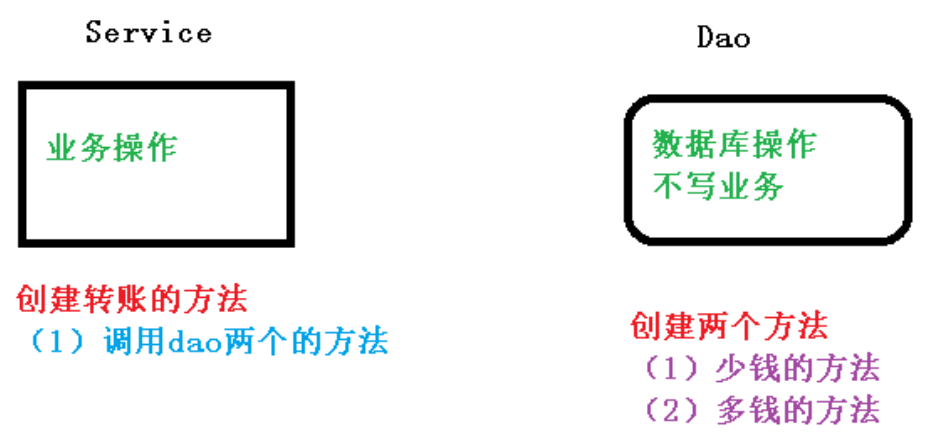 Service
业务操作
创建转账的方法
（1）调用dao两个的方法
Dao
数据库操作
不写业务
创建两个方法
（1）少钱的方法
（2）多钱的方法